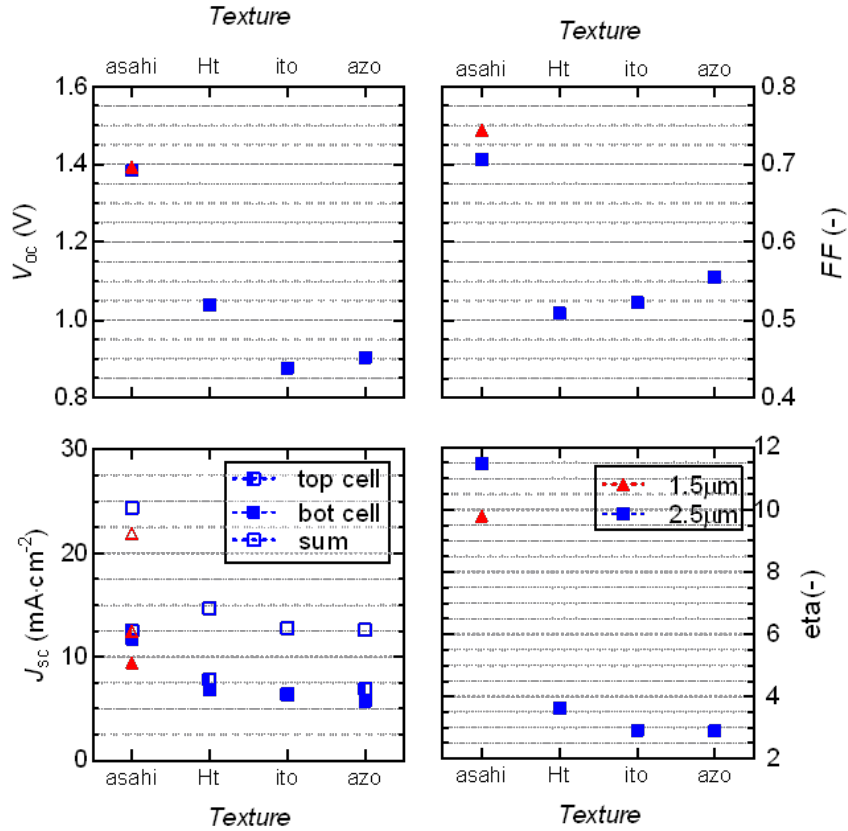 Texture
asahi Ht ito azo
1.6
1.4
1.2
1.0
0.8
V_oc (V)
Texture
asahi Ht ito azo
0.8
0.7
0.6
0.5
0.4
FF (-)
30
20
10
0
J_sc (mA·cm⁻²)
top cell
bot cell
sum
asahi Ht ito azo
Texture
12
10
8
6
4
2
eta(-)
1.5µm
2.5µm
asahi Ht ito azo
Texture